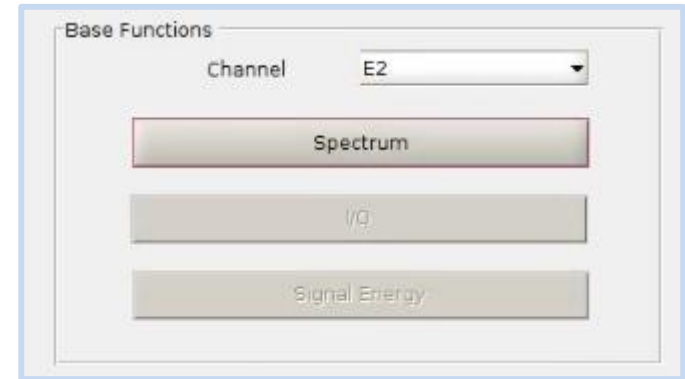 Base Functions
Channel E2
Spectrum
I/Q
Signal Energy